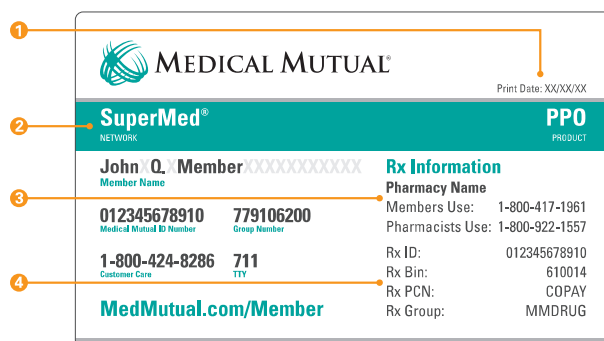 1
MEDICAL MUTUAL®
Print Date: XX/XX/XX
2
SuperMed®
PPO
NETWORK
PRODUCT
JohnXQ.XMemberXXXXXXXXXXX
Member Name
012345678910 779106200
Medical Mutual ID Number Group Number
1-800-424-8286 711
Customer Care TTY
MedMutual.com/Member
3
Rx Information
Pharmacy Name
Members Use: 1-800-417-1961
Pharmacists Use: 1-800-922-1557
4
Rx ID: 012345678910
Rx Bin: 610014
Rx PCN: COPAY
Rx Group: MMDRUG